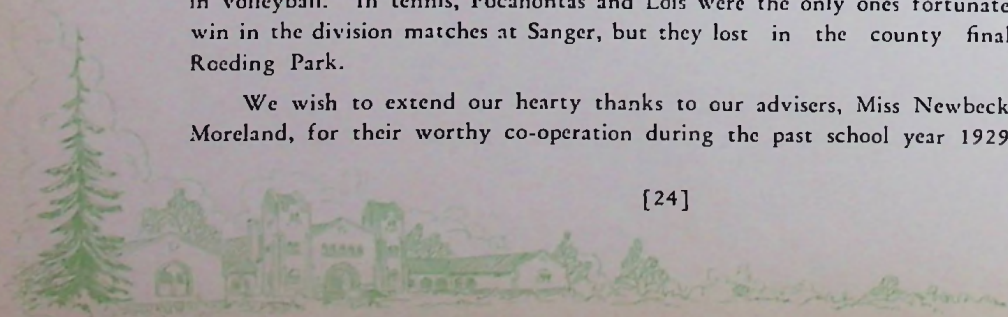 in volleyball. In tennis, Pocahontas and Lois were the only ones fortunate
win in the division matches at Sanger, but they lost in the county final
Roeding Park.
We wish to extend our hearty thanks to our advisers, Miss Newbeck
Moreland, for their worthy co-operation during the past school year 1929
[24]